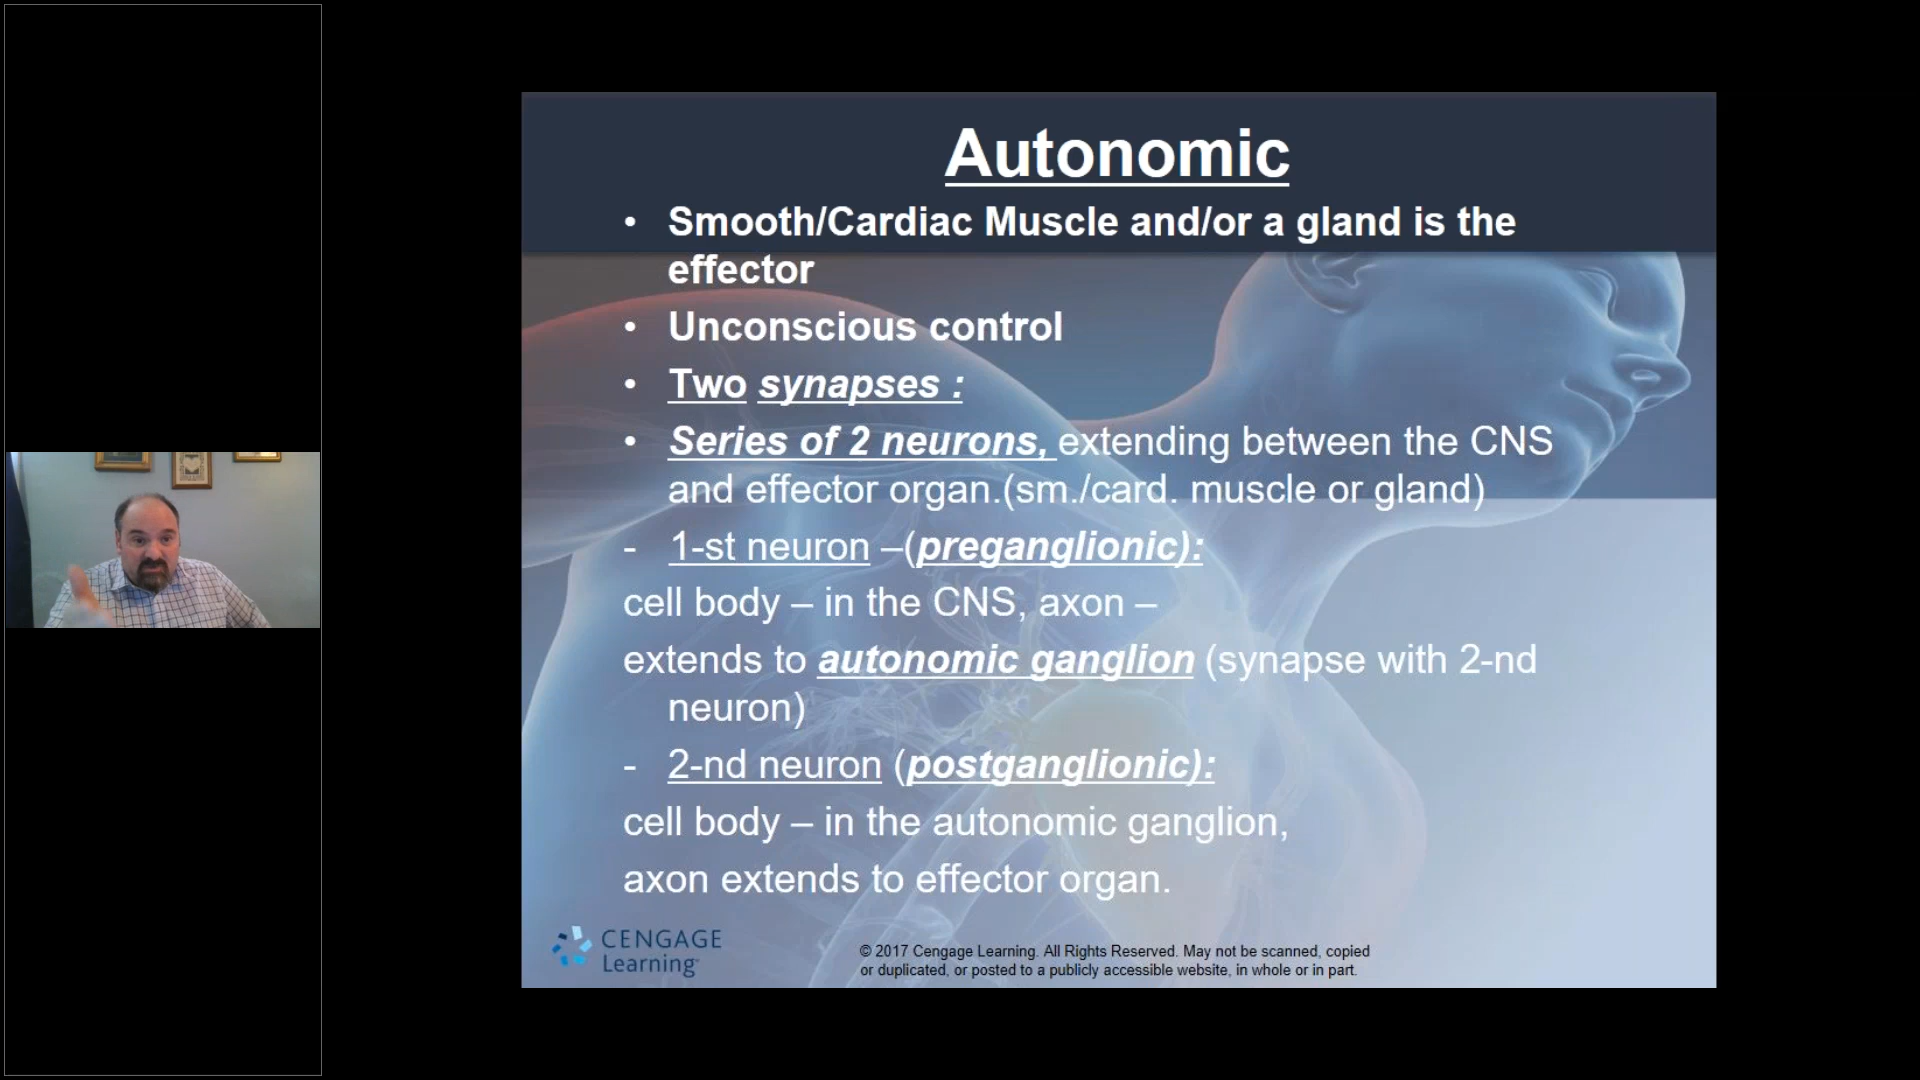 Autonomic
• Smooth/Cardiac Muscle and/or a gland is the
effector
• Unconscious control
• Two synapses :
• Series of 2 neurons, extending between the CNS
and effector organ.(sm./card. muscle or gland)
- 1-st neuron –(preganglionic):
cell body – in the CNS, axon –
extends to autonomic ganglion (synapse with 2-nd
neuron)
- 2-nd neuron (postganglionic):
cell body – in the autonomic ganglion,
axon extends to effector organ.
CENGAGE
Learning
© 2017 Cengage Learning. All Rights Reserved. May not be scanned, copied
or duplicated, or posted to a publicly accessible website, in whole or in part.